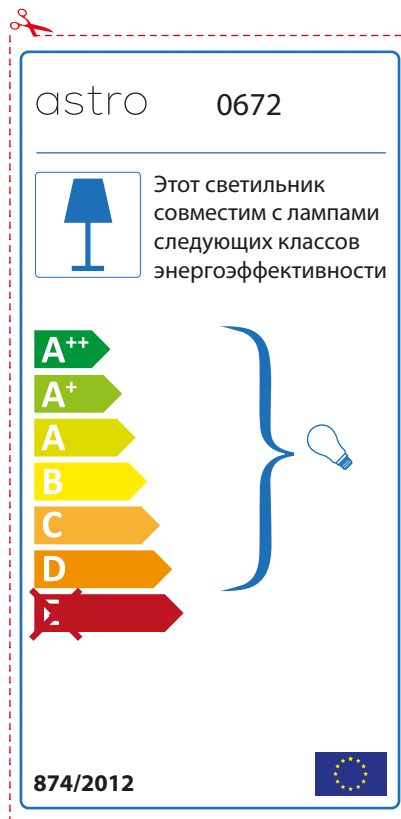 astro 0672
Этот светильник
совместим с лампами
следующих классов
энергоэффективности
A++
A+
A
B
C
D
E
874/2012